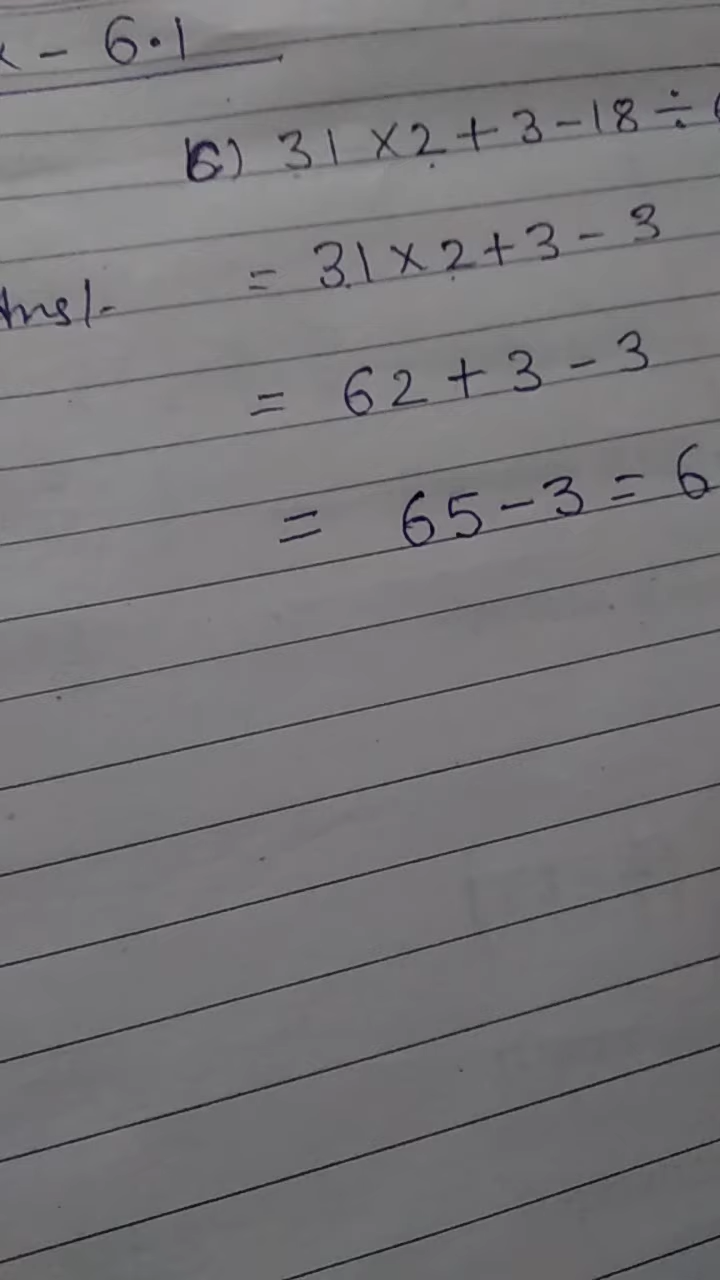 - 6.1
6) 31 × 2 + 3 - 18 ÷
= 31 × 2 + 3 - 3
Ans/-
= 62 + 3 - 3
= 65 - 3 = 6